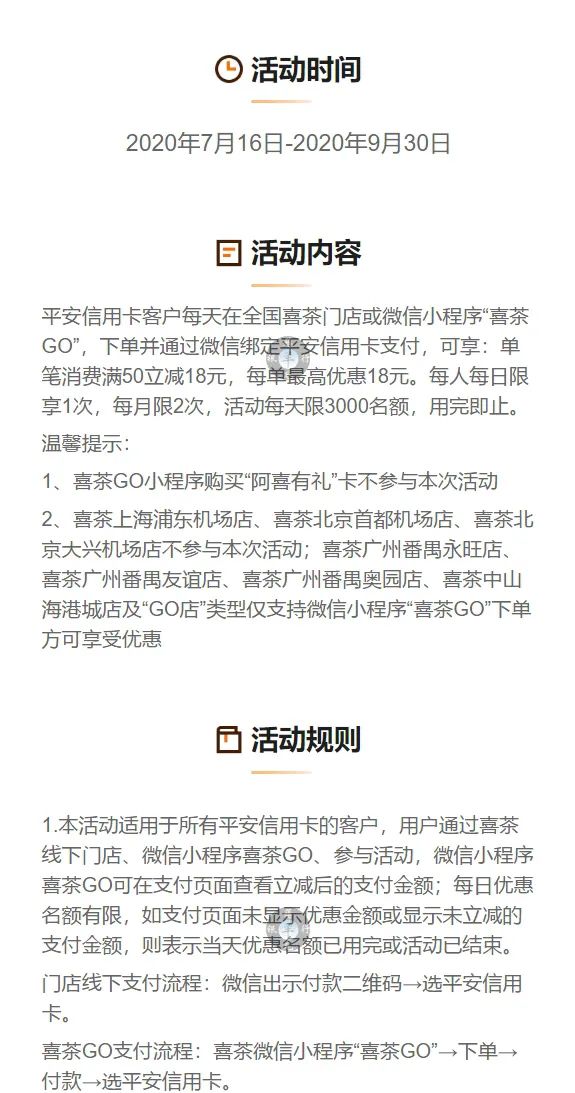 活动时间
2020年7月16日-2020年9月30日
活动内容
平安信用卡客户每天在全国喜茶门店或微信小程序“喜茶
GO”，下单并通过微信绑定平安信用卡支付，可享：单
笔消费满50立减18元，每单最高优惠18元。每人每日限
享1次，每月限2次，活动每天限3000名额，用完即止。
温馨提示：
1、喜茶GO小程序购买“阿喜有礼”卡不参与本次活动
2、喜茶上海浦东机场店、喜茶北京首都机场店、喜茶北
京大兴机场店不参与本次活动；喜茶广州番禺永旺店、
喜茶广州番禺友谊店、喜茶广州番禺奥园店、喜茶中山
海港城店及“GO店”类型仅支持微信小程序“喜茶GO”下单
方可享受优惠
活动规则
1.本活动适用于所有平安信用卡的客户，用户通过喜茶
线下门店、微信小程序喜茶GO、参与活动，微信小程序
喜茶GO可在支付页面查看立减后的支付金额；每日优惠
名额有限，如支付页面未显示优惠金额或显示未立减的
支付金额，则表示当天优惠名额已用完或活动已结束。
门店线下支付流程：微信出示付款二维码→选平安信用
卡。
喜茶GO支付流程：喜茶微信小程序“喜茶GO”→下单→
付款→选平安信用卡。